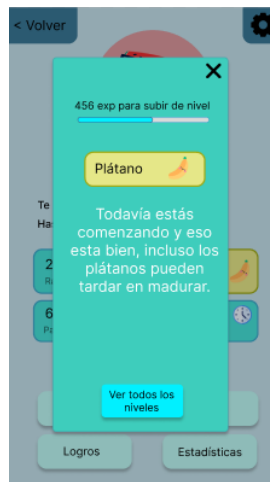 < Volver
456 exp para subir de nivel
Plátano
Todavía estás
comenzando y eso
esta bien, incluso los
plátanos pueden
tardar en madurar.
Te
Ha
2
6
Ver todos los
niveles
Logros
Estadísticas